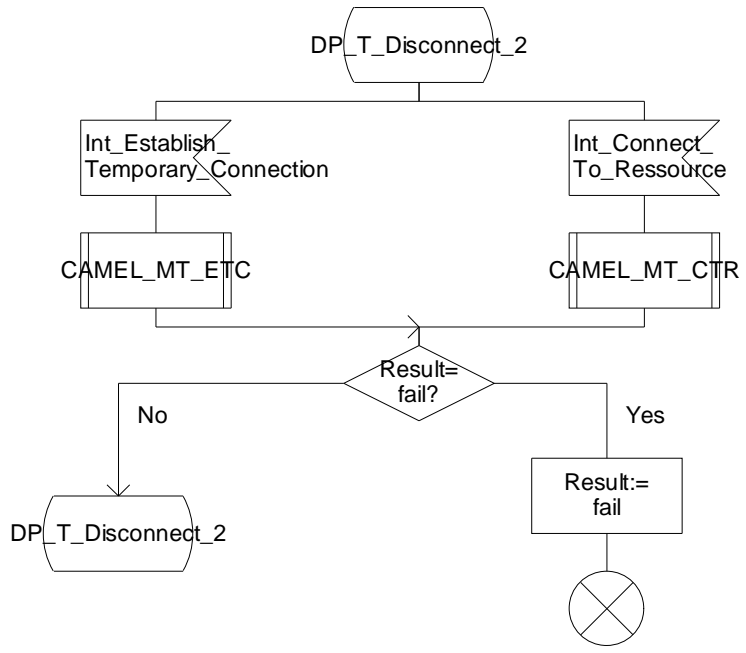 DP_T_Disconnect_2
Int_Establish_
Temporary_Connection
Int_Connect_
To_Ressource
CAMEL_MT_ETC
CAMEL_MT_CTR
Result=
fail?
No
Yes
Result:=
fail
DP_T_Disconnect_2